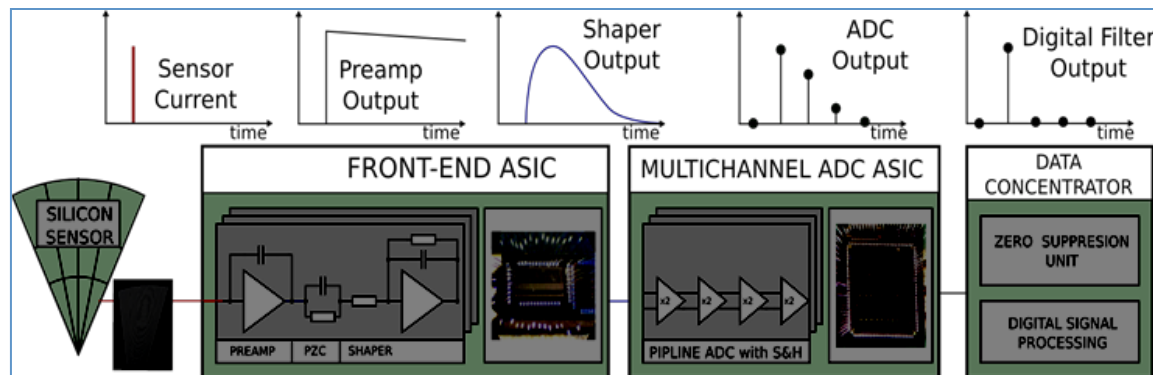 Sensor
Current
time
Preamp
Output
time
Shaper
Output
time
ADC
Output
time
Digital Filter
Output
time
SILICON
SENSOR
FRONT-END ASIC
PREAMP
PZC
SHAPER
MULTICHANNEL ADC ASIC
x2
x2
x2
x2
PIPLINE ADC with S&H
DATA
CONCENTRATOR
ZERO SUPPRESION
UNIT
DIGITAL SIGNAL
PROCESSING